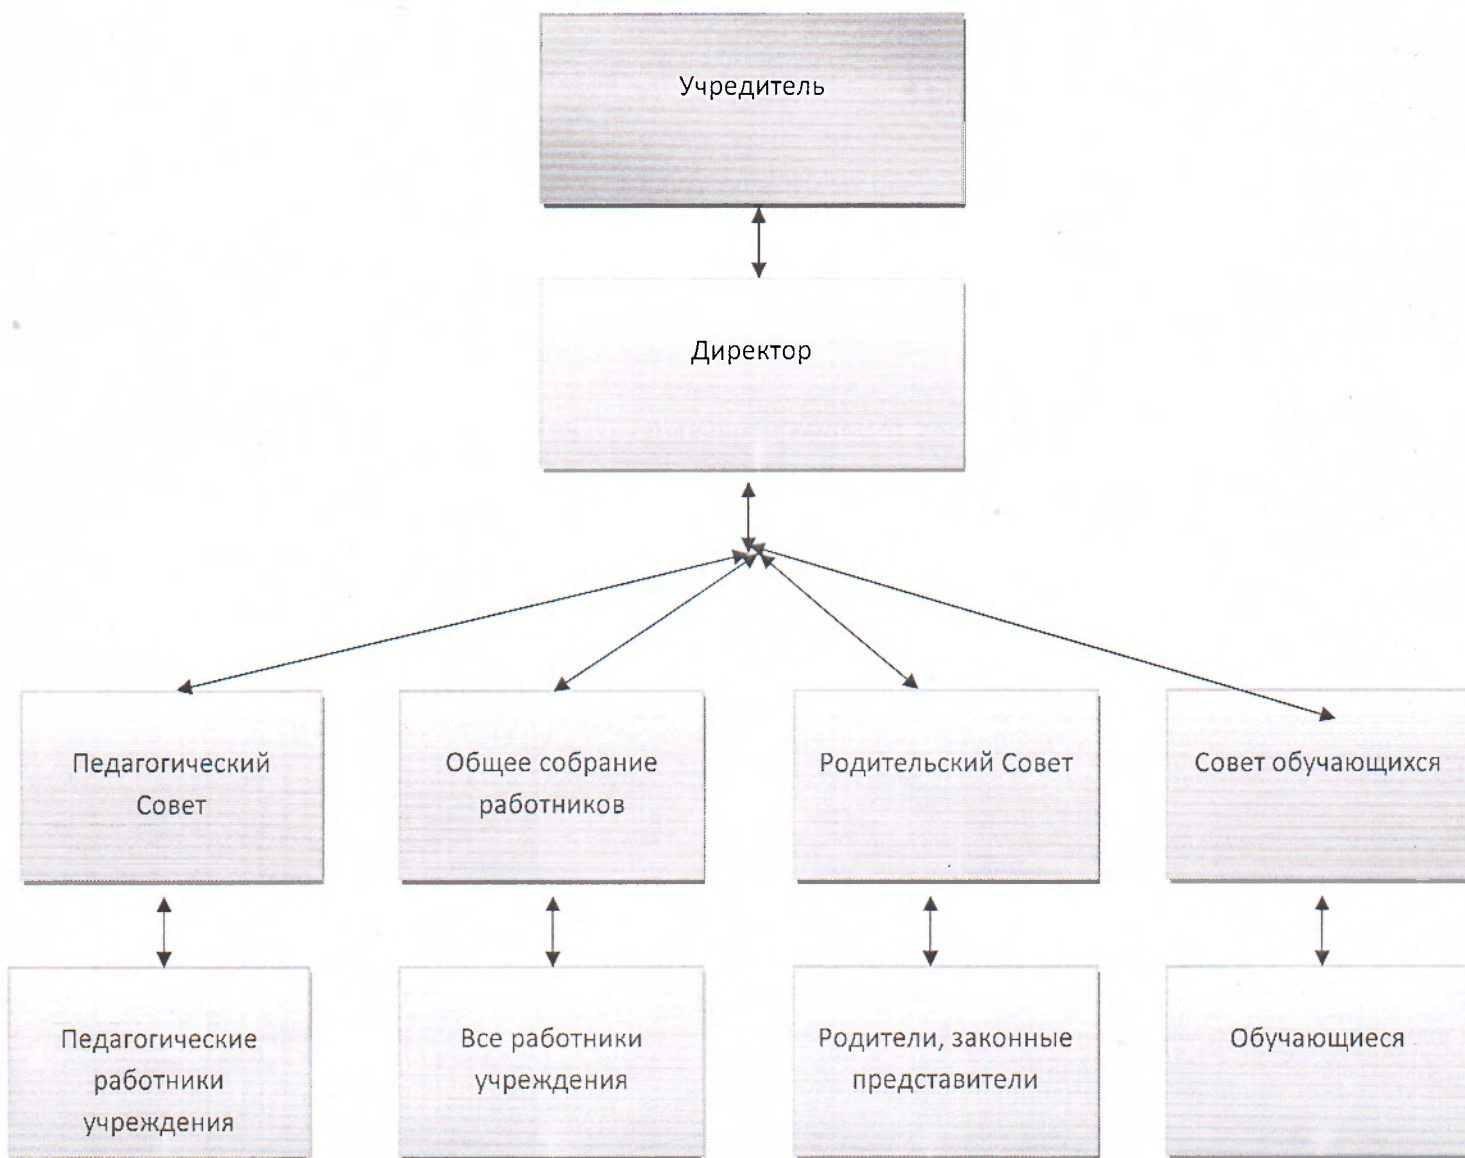 Учредитель
Директор
Педагогический
Совет
Общее собрание
работников
Родительский Совет
Совет обучающихся
Педагогические
работники
учреждения
Все работники
учреждения
Родители, законные
представители
Обучающиеся